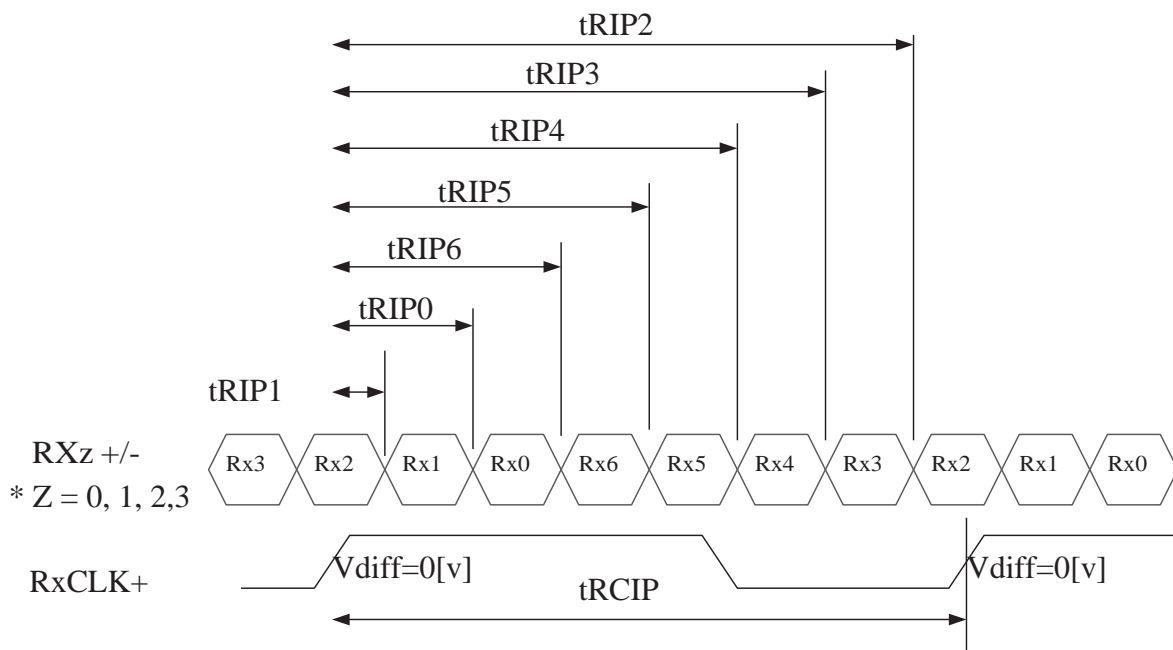 tRIP2
tRIP3
tRIP4
tRIP5
tRIP6
tRIP0
tRIP1
RXz +/-
Rx3 Rx2 Rx1 Rx0 Rx6 Rx5 Rx4 Rx3 Rx2 Rx1 Rx0
* Z = 0, 1, 2,3
RxCLK+
Vdiff=0[v] Vdiff=0[v]
tRCIP